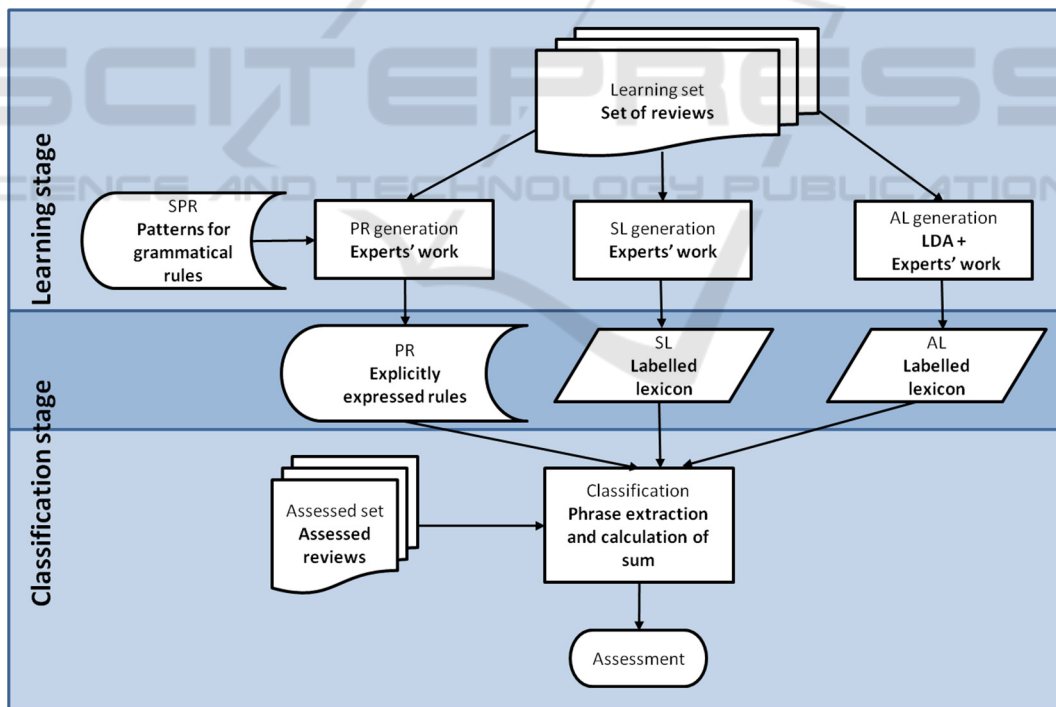 SCITEPRESS
SCIENCE AND TECHNOLOGY PUBLICATIONS
Learning stage
Learning set
Set of reviews
SPR
Patterns for
grammatical
rules
PR generation
Experts' work
SL generation
Experts' work
AL generation
LDA +
Experts' work
Classification stage
PR
Explicitly
expressed rules
SL
Labelled
lexicon
AL
Labelled
lexicon
Assessed set
Assessed
reviews
Classification
Phrase extraction
and calculation of
sum
Assessment